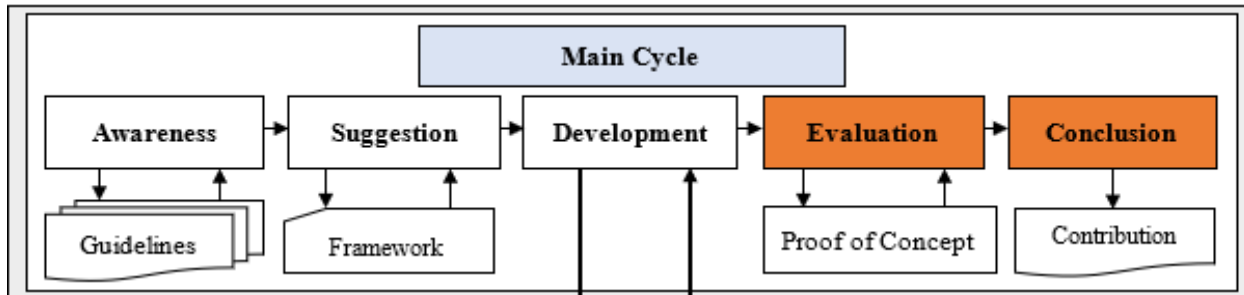 Main Cycle
Awareness
Suggestion
Development
Evaluation
Conclusion
Guidelines
Framework
Proof of Concept
Contribution